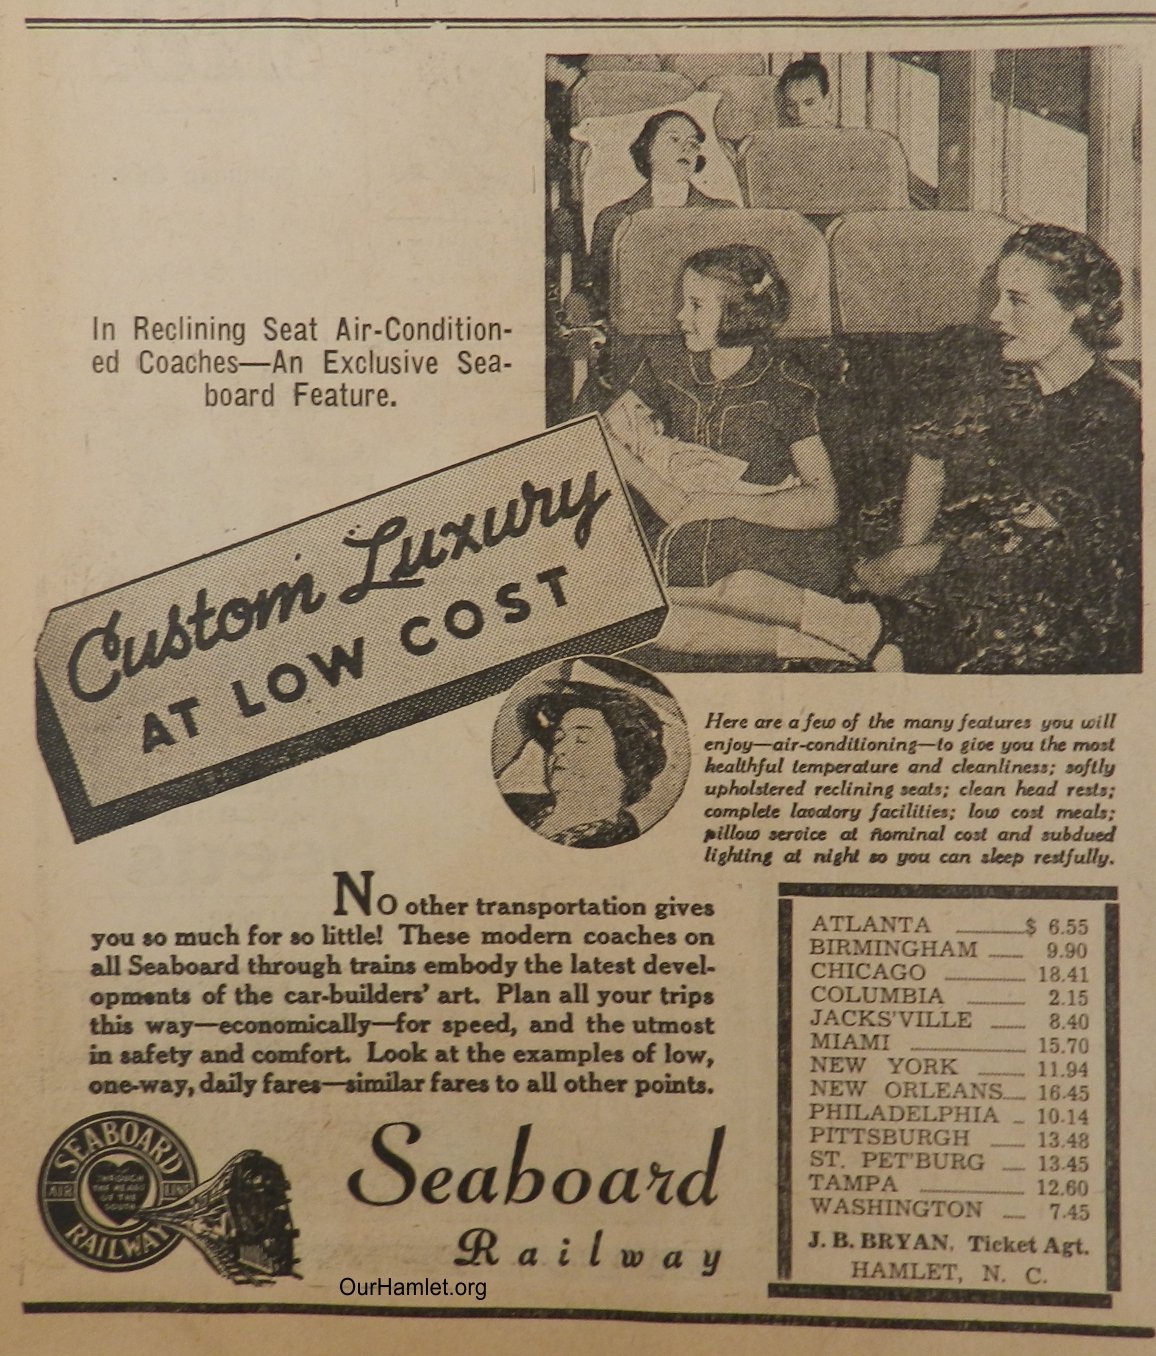 In Reclining Seat Air-Condition-
ed Coaches—An Exclusive Sea-
board Feature.
Custom Luxury
AT LOW COST
Here are a few of the many features you will
enjoy—air-conditioning—to give you the most
healthful temperature and cleanliness; softly
upholstered reclining seats; clean head rests;
complete lavatory facilities; low cost meals;
pillow service at nominal cost and subdued
lighting at night so you can sleep restfully.
No other transportation gives
you so much for so little! These modern coaches on
all Seaboard through trains embody the latest devel-
opments of the car-builders' art. Plan all your trips
this way—economically—for speed, and the utmost
in safety and comfort. Look at the examples of low,
one-way, daily fares—similar fares to all other points.
ATLANTA $ 6.55
BIRMINGHAM 9.90
CHICAGO 18.41
COLUMBIA 2.15
JACKS'VILLE 8.40
MIAMI 15.70
NEW YORK 11.94
NEW ORLEANS 16.45
PHILADELPHIA 10.14
PITTSBURGH 13.48
ST. PET'BURG 13.45
TAMPA 12.60
WASHINGTON 7.45
J. B. BRYAN, Ticket Agt.
HAMLET, N. C.
SEABOARD
AIR LINE
THROUGH
THE HEART
OF THE
SOUTH
RAILWAY
Seaboard
Railway
OurHamlet.org